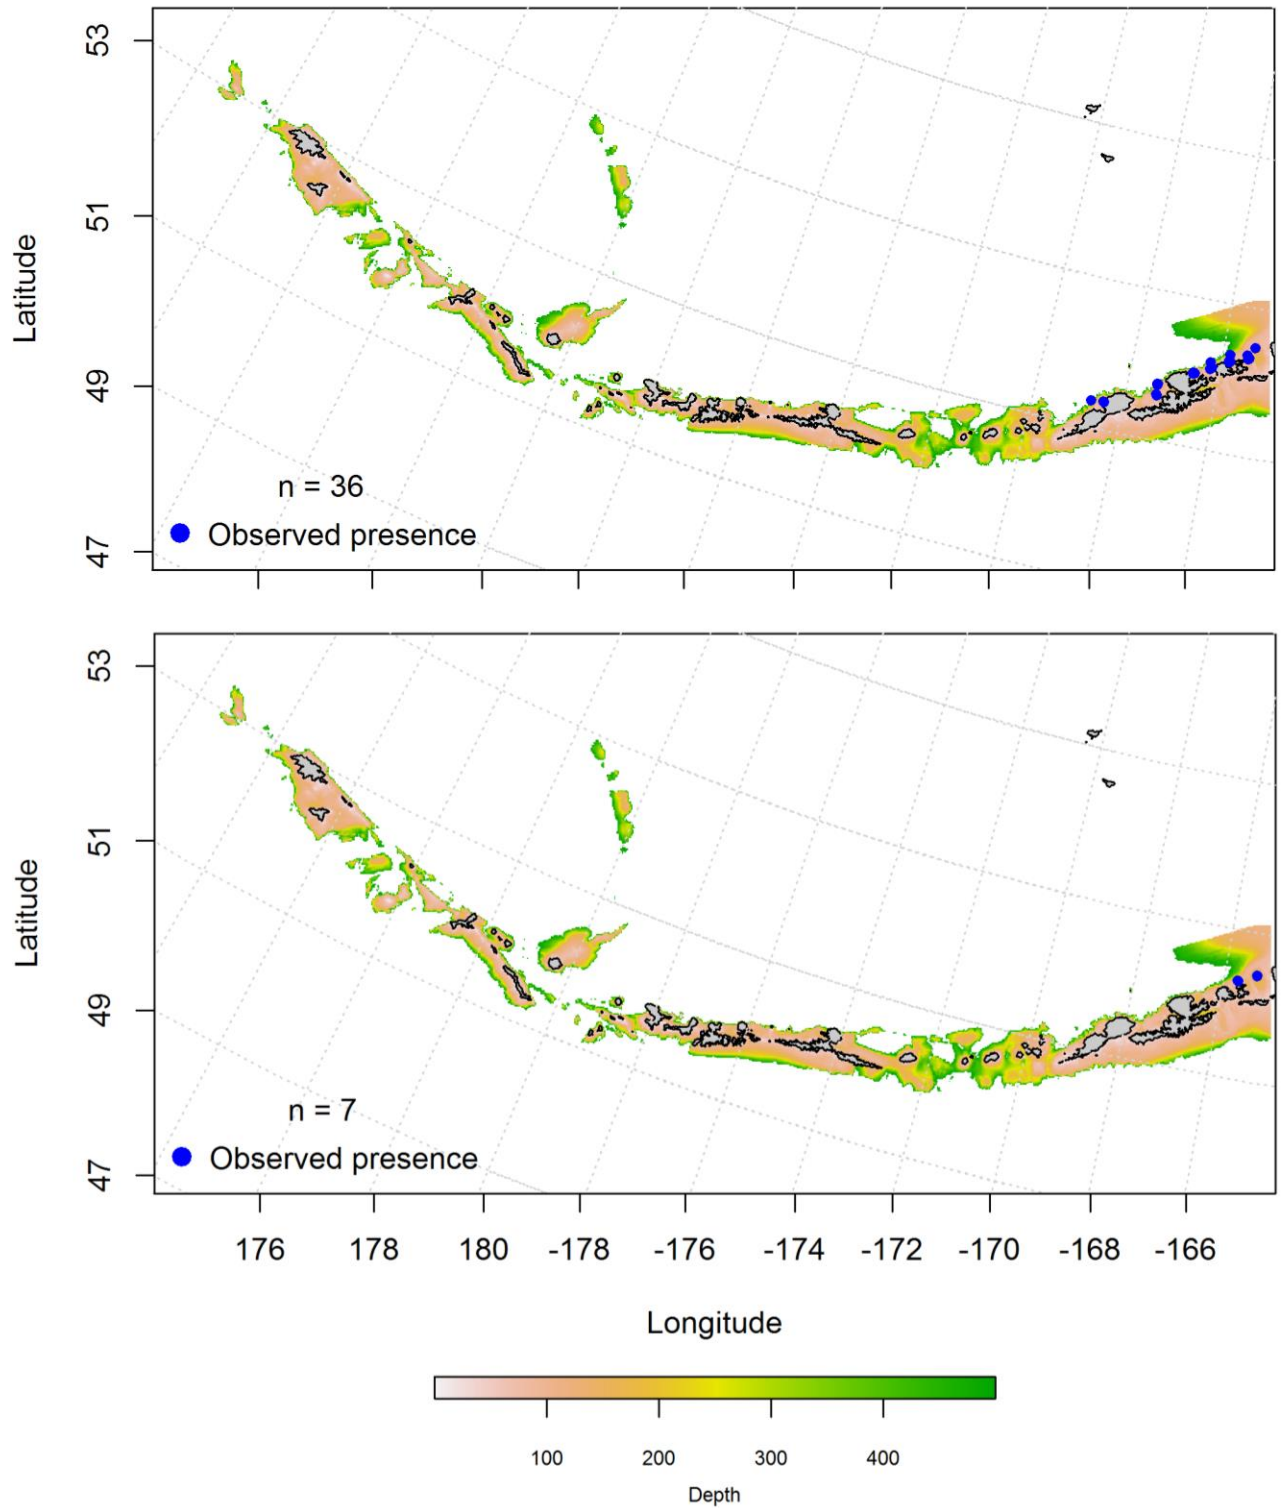 53
51
49
47
Latitude
n = 36
Observed presence
53
51
49
47
Latitude
n = 7
Observed presence
176 178 180 -178 -176 -174 -172 -170 -168 -166
Longitude
100 200 300 400
Depth